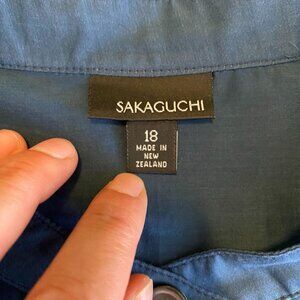 SAKAGUCHI
18
MADE IN
NEW
ZEALAND